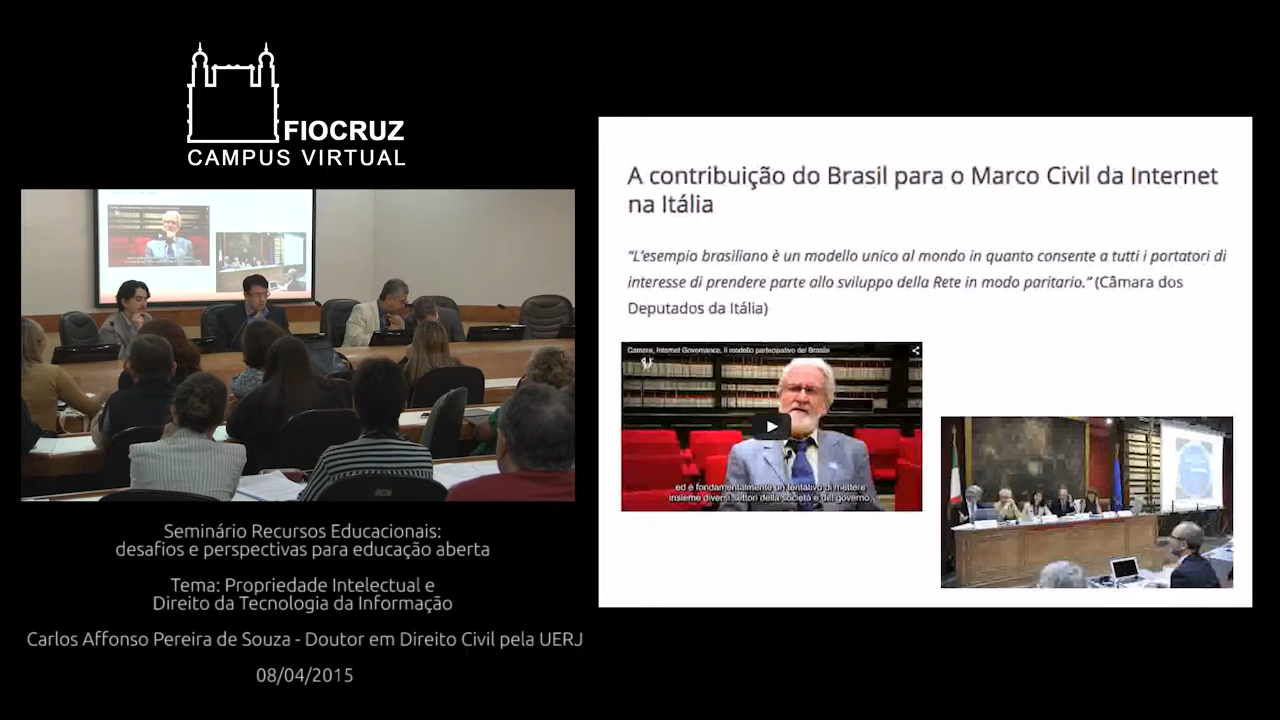 FIOCRUZ
CAMPUS VIRTUAL
Seminário Recursos Educacionais:
desafios e perspectivas para educação aberta
Tema: Propriedade Intelectual e
Direito da Tecnologia da Informação
Carlos Affonso Pereira de Souza - Doutor em Direito Civil pela UERJ
08/04/2015
A contribuição do Brasil para o Marco Civil da Internet
na Itália
“L’esempio brasiliano è un modello unico al mondo in quanto consente a tutti i portatori di
interesse di prendere parte allo sviluppo della Rete in modo paritario.” (Câmara dos
Deputados da Itália)
Camera, Internet Governance, il modello partecipativo del Brasile
ed è fondamentalmente un tentativo di mettere
insieme diversi settori della società e del governo